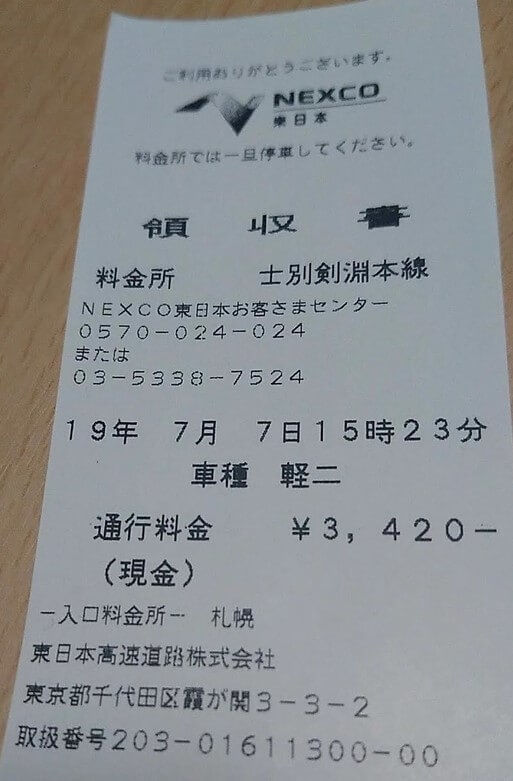 ご利用ありがとうございます。
NEXCO
東日本
料金所では一旦停車してください。
領 収 書
料金所 士別剣淵本線
NEXCO東日本お客さまセンター
0570-024-024
または
03-5338-7524
19年 7月 7日15時23分
車種 軽二
通行料金 ¥3,420-
(現金)
-入口料金所- 札幌
東日本高速道路株式会社
東京都千代田区霞が関3-3-2
取扱番号203-01611300-00